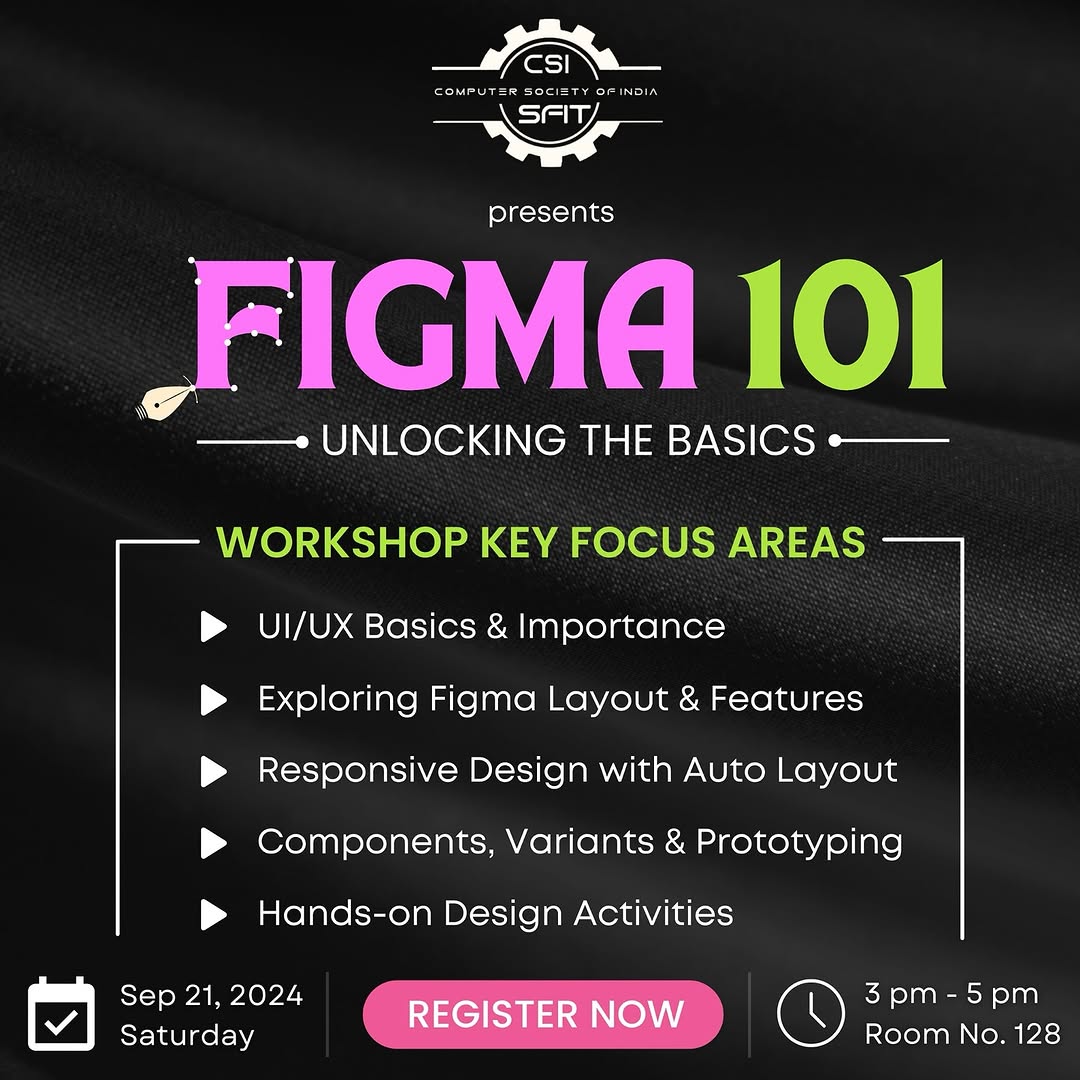 CSI
COMPUTER SOCIETY OF INDIA
SFIT
presents
FIGMA 101
UNLOCKING THE BASICS
WORKSHOP KEY FOCUS AREAS
UI/UX Basics & Importance
Exploring Figma Layout & Features
Responsive Design with Auto Layout
Components, Variants & Prototyping
Hands-on Design Activities
Sep 21, 2024
Saturday
REGISTER NOW
3 pm - 5 pm
Room No. 128